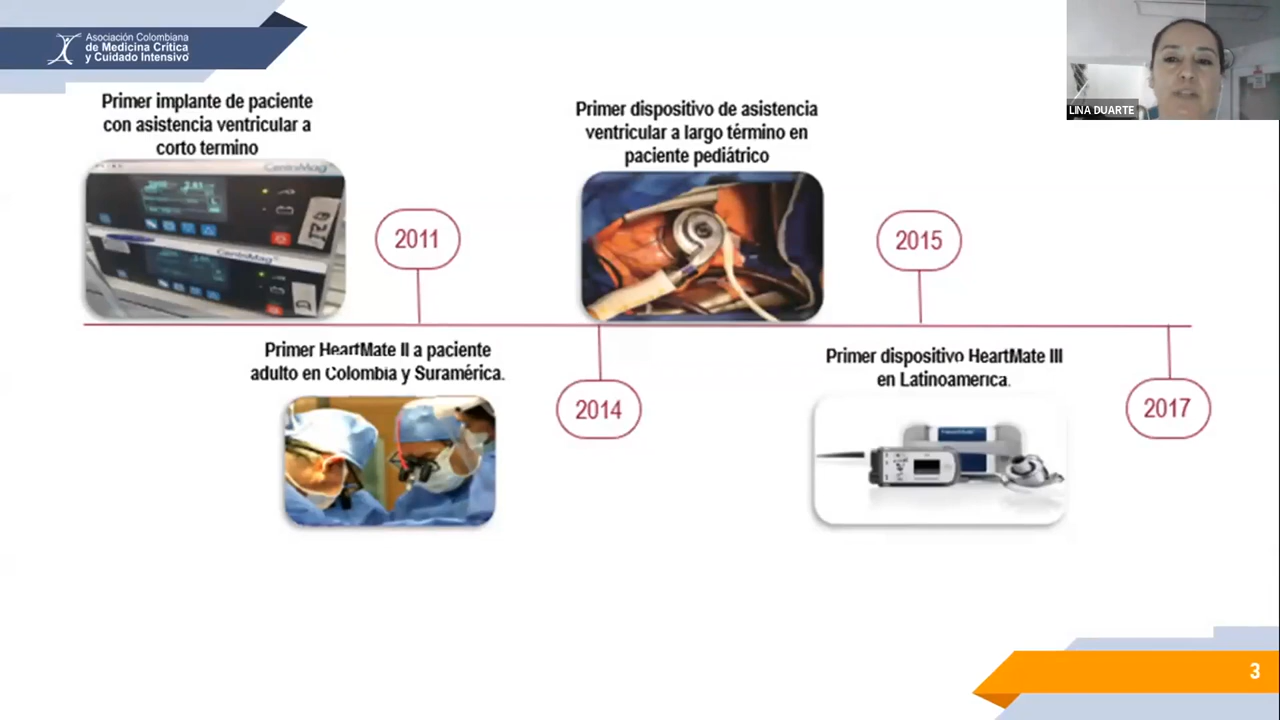 Asociación Colombiana
de Medicina Crítica
y Cuidado Intensivo
LINA DUARTE
Primer implante de paciente
con asistencia ventricular a
corto termino
CentriMag
CentriMag
2011
Primer HeartMate II a paciente
adulto en Colombia y Suramérica.
2014
Primer dispositivo de asistencia
ventricular a largo término en
paciente pediátrico
2015
Primer dispositivo HeartMate III
en Latinoamerica.
2017
3